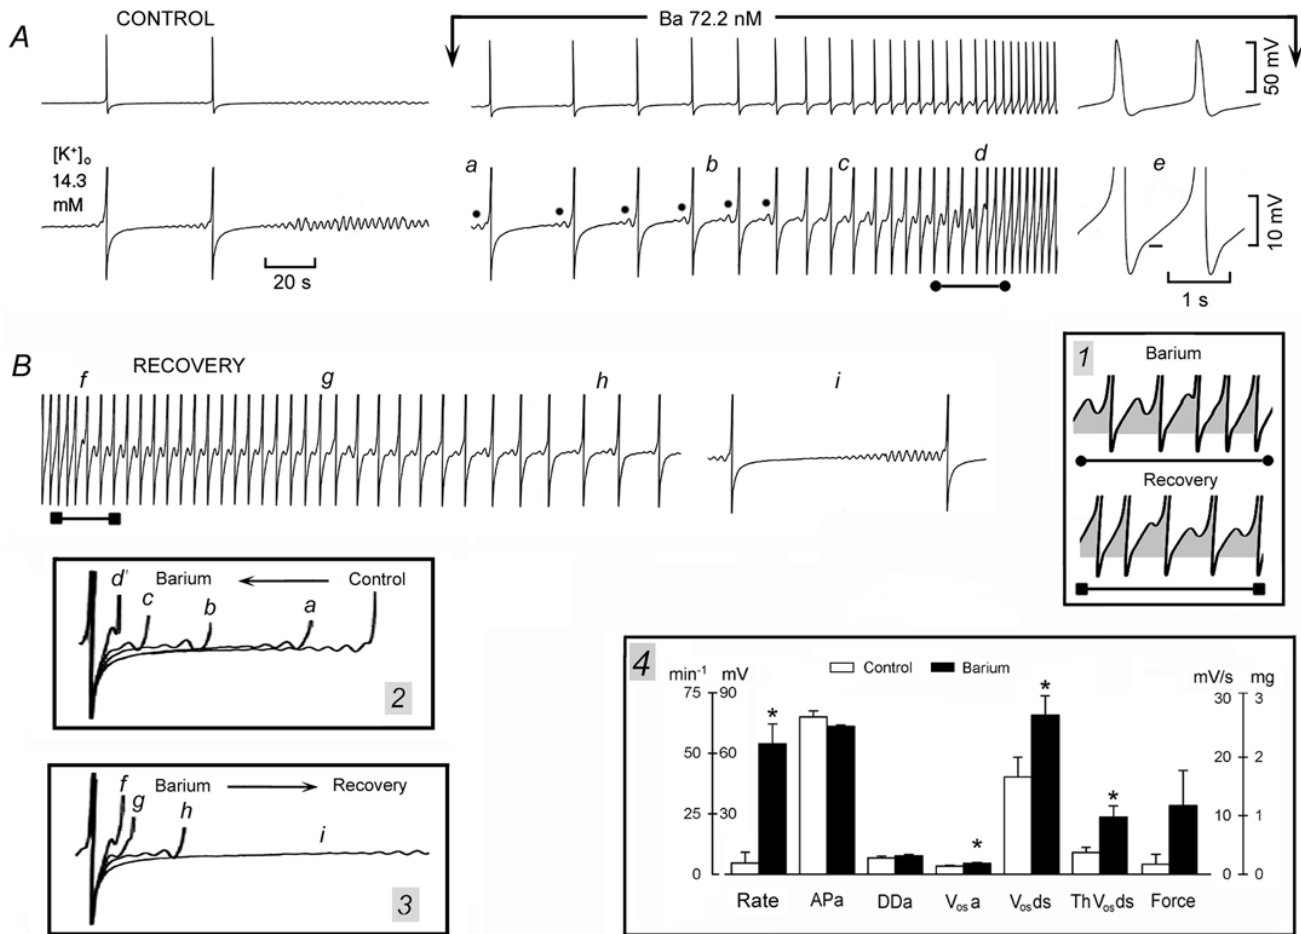 A
CONTROL
Ba 72.2 nM
50 mV
[K⁺]ₒ
14.3
mM
a
b
c
d
e
10 mV
20 s
1 s
B
RECOVERY
f
g
h
i
1
Barium
Recovery
d'
c
b
a
Barium
Control
2
f
g
h
i
Barium
Recovery
3
4
min⁻¹ mV
Control
Barium
mV/s mg
75 90
50 60
25 30
0 0
30 3
20 2
10 1
0 0
*
*
*
*
Rate
APa
DDa
Vₒₛ a
Vₒₛ ds
Th Vₒₛ ds
Force